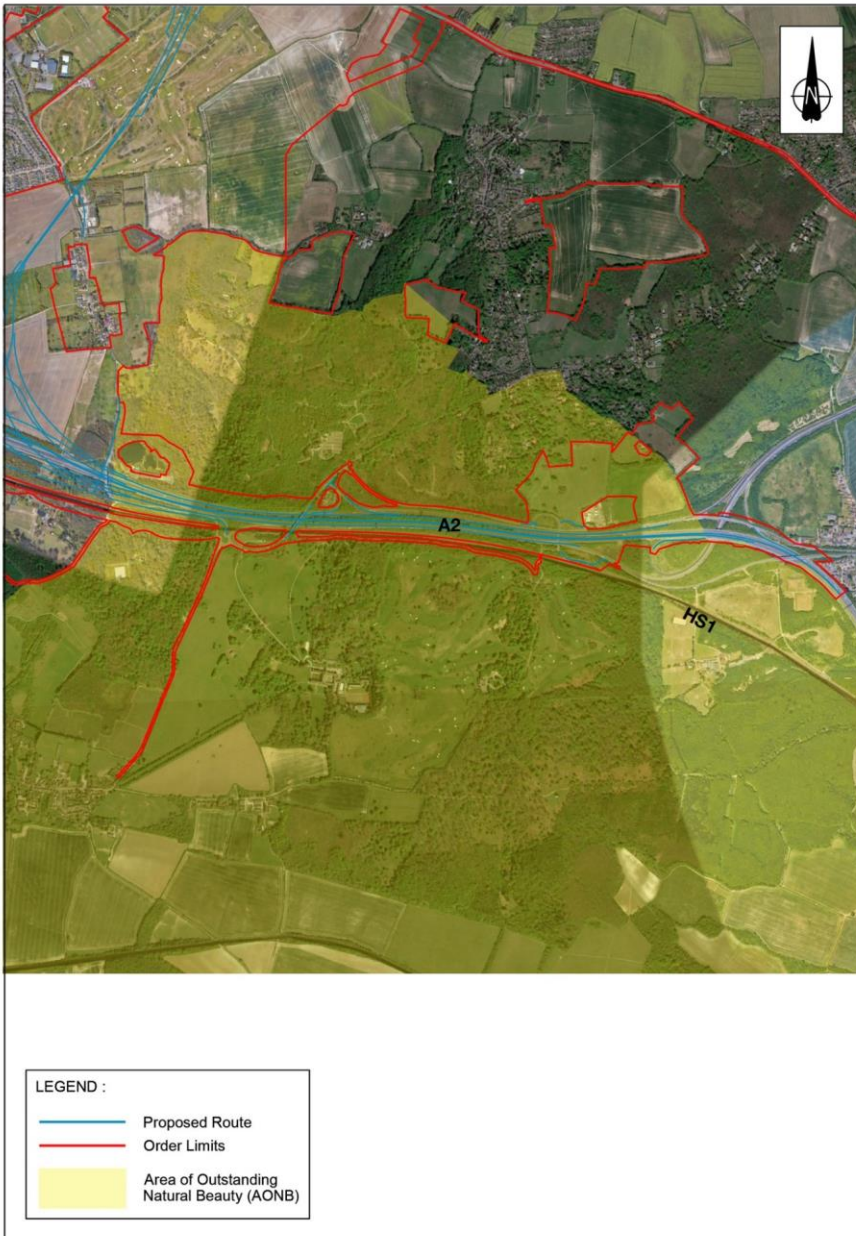 N
A2
HS1
LEGEND :
Proposed Route
Order Limits
Area of Outstanding
Natural Beauty (AONB)